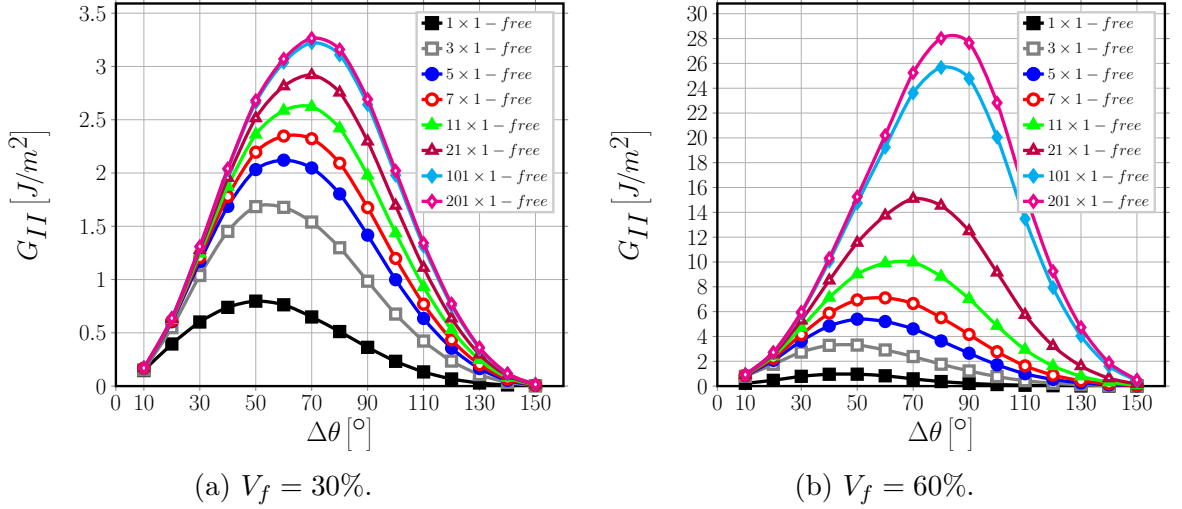 G_{II} [J/m^2]
3.5
3
2.5
2
1.5
1
0.5
0
0 10 30 50 70 90 110 130 150
Δθ [°]
1 × 1 − free
3 × 1 − free
5 × 1 − free
7 × 1 − free
11 × 1 − free
21 × 1 − free
101 × 1 − free
201 × 1 − free
(a) V_f = 30%.
G_{II} [J/m^2]
30
28
26
24
22
20
18
16
14
12
10
8
6
4
2
0
0 10 30 50 70 90 110 130 150
Δθ [°]
1 × 1 − free
3 × 1 − free
5 × 1 − free
7 × 1 − free
11 × 1 − free
21 × 1 − free
101 × 1 − free
201 × 1 − free
(b) V_f = 60%.